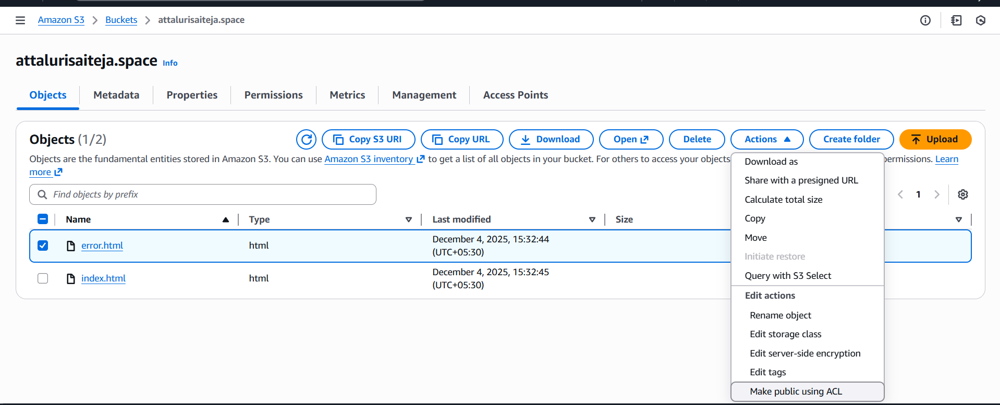 Amazon S3 > Buckets > attalurisaiteja.space
attalurisaiteja.space Info
Objects Metadata Properties Permissions Metrics Management Access Points
Objects (1/2) Copy S3 URI Copy URL Download Open Delete Actions Create folder Upload
Objects are the fundamental entities stored in Amazon S3. You can use Amazon S3 inventory to get a list of all objects in your bucket. For others to access your objects permissions. Learn
more
Find objects by prefix
1
Name Type Last modified Size
error.html html December 4, 2025, 15:32:44
(UTC+05:30)
index.html html December 4, 2025, 15:32:45
(UTC+05:30)
Download as
Share with a presigned URL
Calculate total size
Copy
Move
Initiate restore
Query with S3 Select
Edit actions
Rename object
Edit storage class
Edit server-side encryption
Edit tags
Make public using ACL